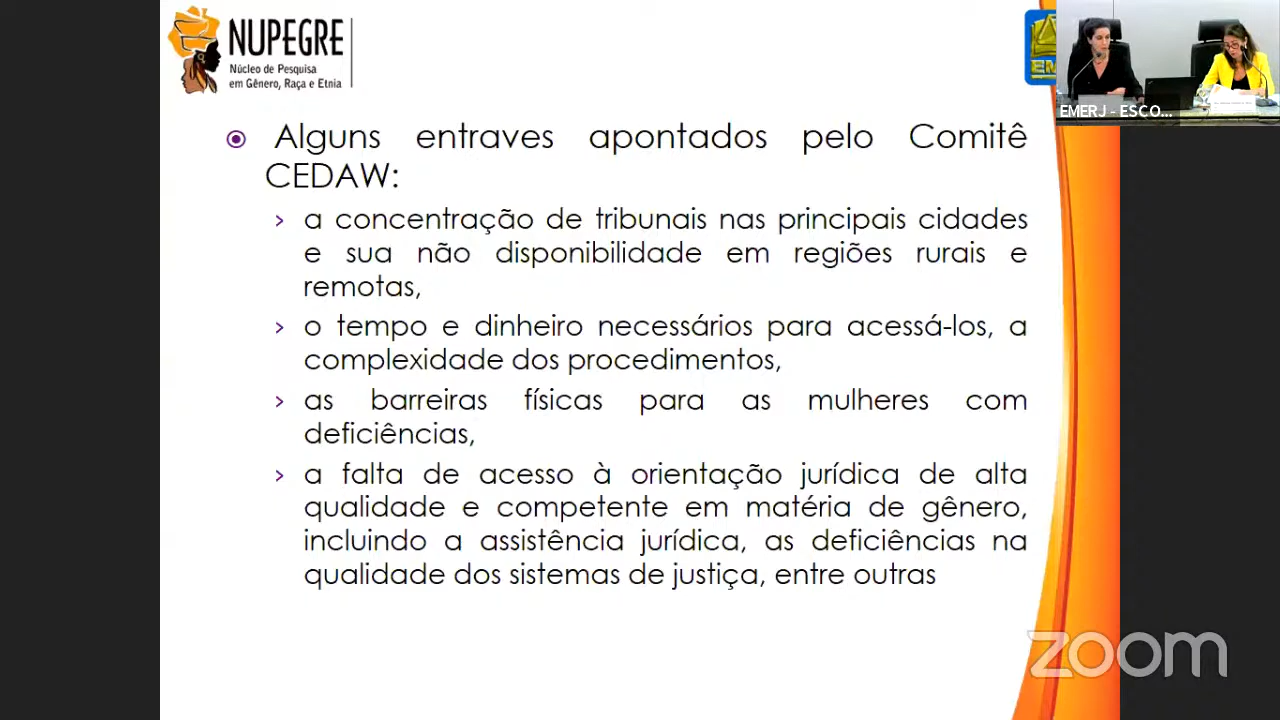 NUPEGRE
Núcleo de Pesquisa
em Gênero, Raça e Etnia
EMERJ - ESCO...
Alguns entraves apontados pelo Comitê
CEDAW:
› a concentração de tribunais nas principais cidades
e sua não disponibilidade em regiões rurais e
remotas,
› o tempo e dinheiro necessários para acessá-los, a
complexidade dos procedimentos,
› as barreiras físicas para as mulheres com
deficiências,
› a falta de acesso à orientação jurídica de alta
qualidade e competente em matéria de gênero,
incluindo a assistência jurídica, as deficiências na
qualidade dos sistemas de justiça, entre outras
zoom